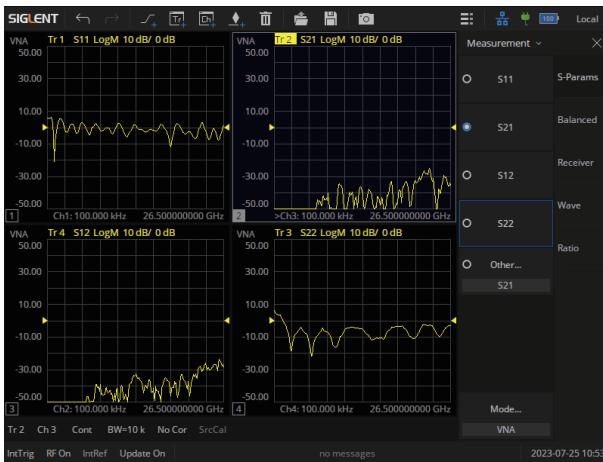 SIGLENT Tr Ch 100 Local
VNA Tr 1 S11 LogM 10 dB/ 0 dB
50.00
30.00
10.00
-10.00
-30.00
-50.00
1 Ch1: 100.000 kHz 26.500000000 GHz
VNA Tr 2 S21 LogM 10 dB/ 0 dB
50.00
30.00
10.00
-10.00
-30.00
-50.00
2 >Ch3: 100.000 kHz 26.500000000 GHz
VNA Tr 4 S12 LogM 10 dB/ 0 dB
50.00
30.00
10.00
-10.00
-30.00
-50.00
3 Ch2: 100.000 kHz 26.500000000 GHz
VNA Tr 3 S22 LogM 10 dB/ 0 dB
50.00
30.00
10.00
-10.00
-30.00
-50.00
4 Ch4: 100.000 kHz 26.500000000 GHz
Measurement
S11
S21
S12
S22
Other...
S21
Mode...
VNA
S-Params
Balanced
Receiver
Wave
Ratio
Tr 2 Ch 3 Cont BW=10 k No Cor SrcCal
IntTrig RF On IntRef Update On no messages 2023-07-25 10:53